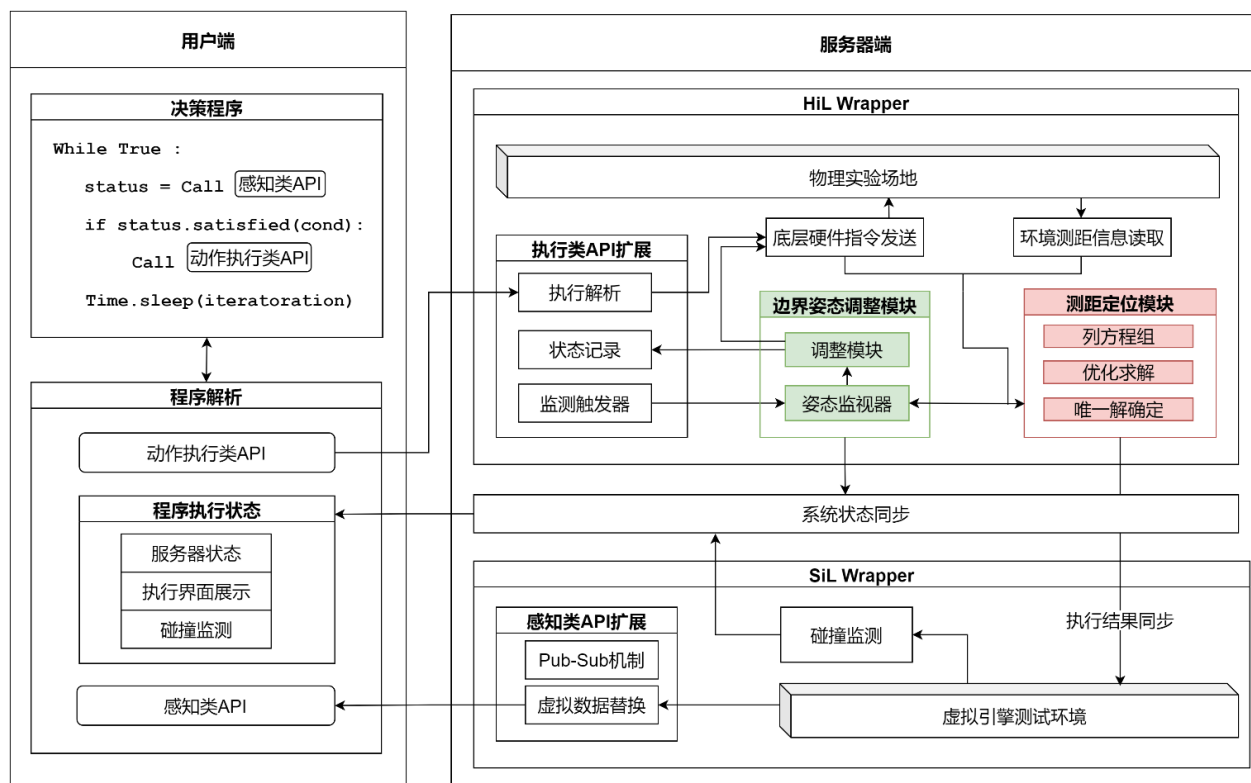 用户端
决策程序
While True :
status = Call 感知类API
if status.satisfied(cond):
Call 动作执行类API
Time.sleep(iteratoration)
程序解析
动作执行类API
程序执行状态
服务器状态
执行界面展示
碰撞监测
感知类API
服务器端
HiL Wrapper
物理实验场地
底层硬件指令发送
环境测距信息读取
执行类API扩展
执行解析
状态记录
监测触发器
边界姿态调整模块
调整模块
姿态监视器
测距定位模块
列方程组
优化求解
唯一解确定
系统状态同步
SiL Wrapper
感知类API扩展
Pub-Sub机制
虚拟数据替换
碰撞监测
执行结果同步
虚拟引擎测试环境